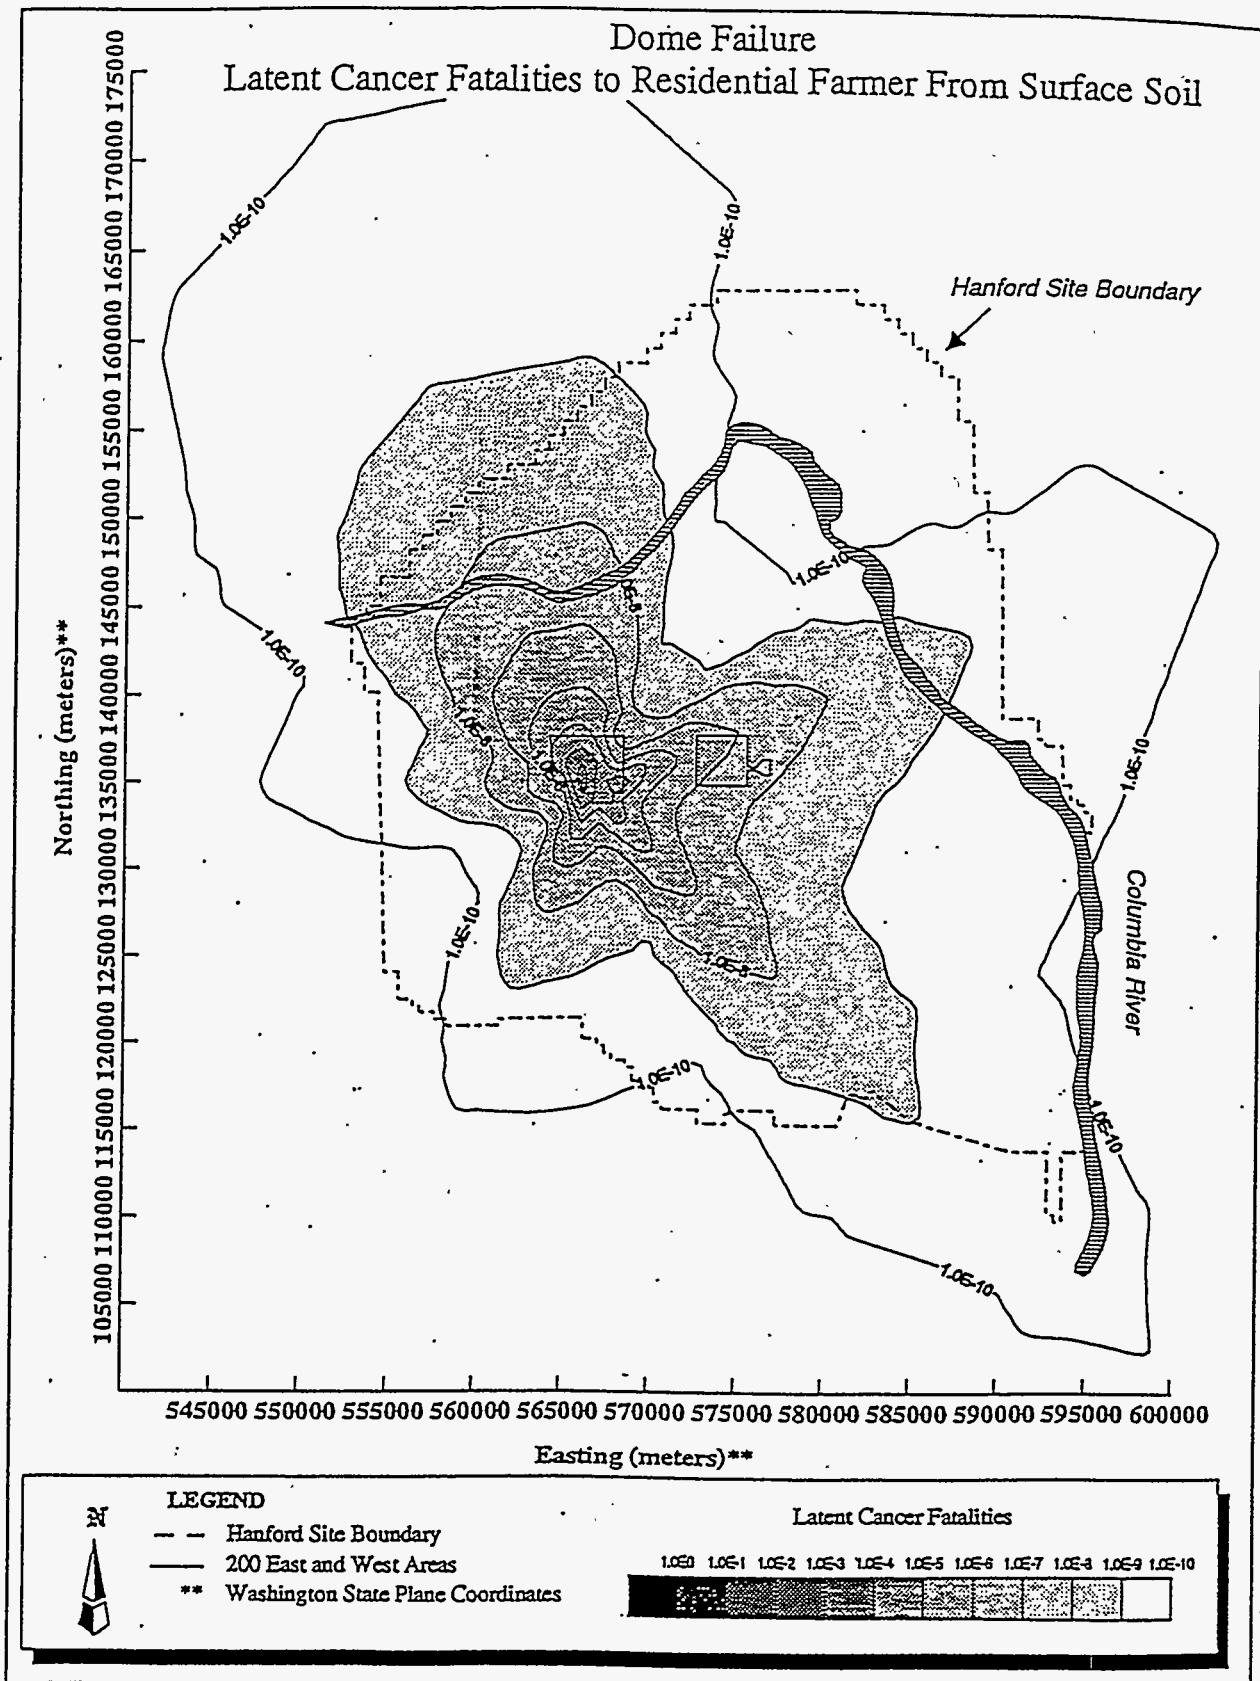 Dome Failure
Latent Cancer Fatalities to Residential Farmer From Surface Soil
175000
170000
165000
160000
155000
150000
145000
140000
135000
130000
125000
120000
115000
110000
105000
Northing (meters)**
1.0E-10
1.0E-10
Hanford Site Boundary
1.0E-10
1.0E-10
1.0E-8
1.0E-10
1.0E-10
1.0E-8
1.0E-10
Columbia River
1.0E-10
1.0E-10
1.0E-10
545000 550000 555000 560000 565000 570000 575000 580000 585000 590000 595000 600000
Easting (meters)**
LEGEND
N
Hanford Site Boundary
200 East and West Areas
** Washington State Plane Coordinates
Latent Cancer Fatalities
1.0E0 1.0E-1 1.0E-2 1.0E-3 1.0E-4 1.0E-5 1.0E-6 1.0E-7 1.0E-8 1.0E-9 1.0E-10